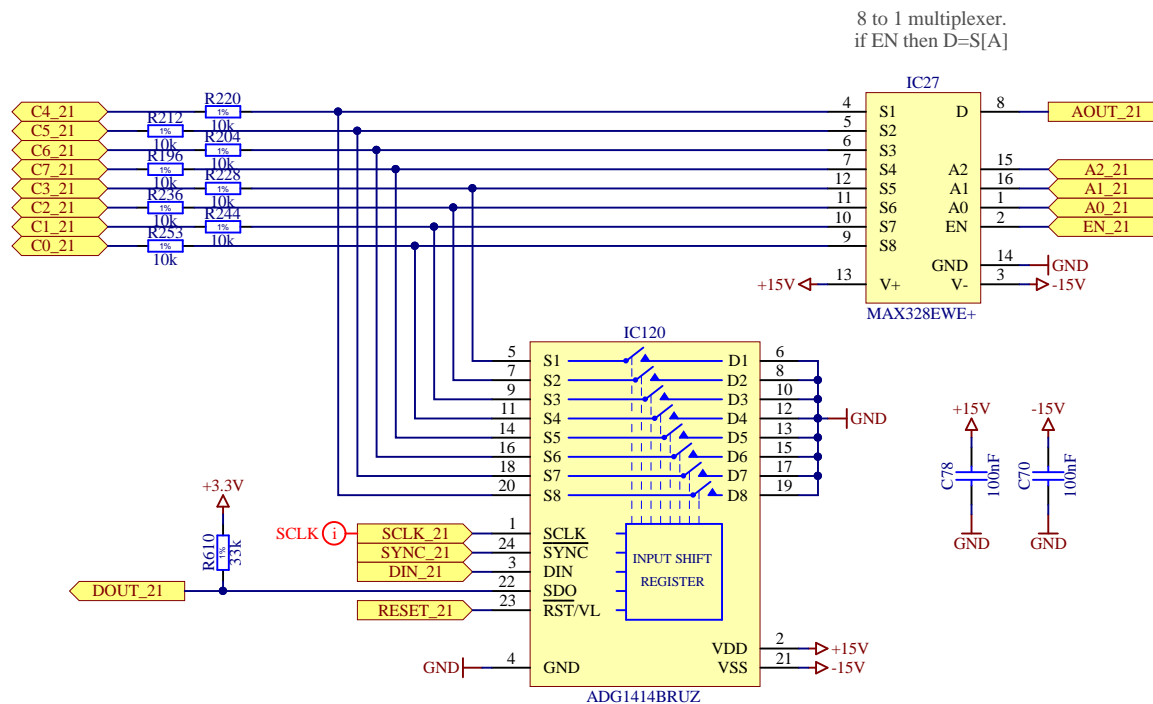 8 to 1 multiplexer.
if EN then D=S[A]
IC27
C4_21 R220 1% 10k 4 S1 D 8 AOUT_21
C5_21 R212 1% 10k 5 S2
C6_21 R204 1% 10k 6 S3
C7_21 R196 1% 10k 7 S4 A2 15 A2_21
C3_21 R228 1% 10k 12 S5 A1 16 A1_21
C2_21 R236 1% 10k 11 S6 A0 1 A0_21
C1_21 R244 1% 10k 10 S7 EN 2 EN_21
C0_21 R253 1% 10k 9 S8
GND 14 GND
+15V 13 V+ V- 3 -15V
MAX328EWE+
IC120
5 S1 D1 6
7 S2 D2 8
9 S3 D3 10
11 S4 D4 12 GND
14 S5 D5 13
16 S6 D6 15
18 S7 D7 17
20 S8 D8 19
+15V -15V
C78 100nF C70 100nF
GND GND
+3.3V
R610 1% 33k
SCLK i SCLK_21 1 SCLK
SYNC_21 24 SYNC
DIN_21 3 DIN
DOUT_21 22 SDO
RESET_21 23 RST/VL
INPUT SHIFT
REGISTER
VDD 2 +15V
GND 4 GND VSS 21 -15V
ADG1414BRUZ